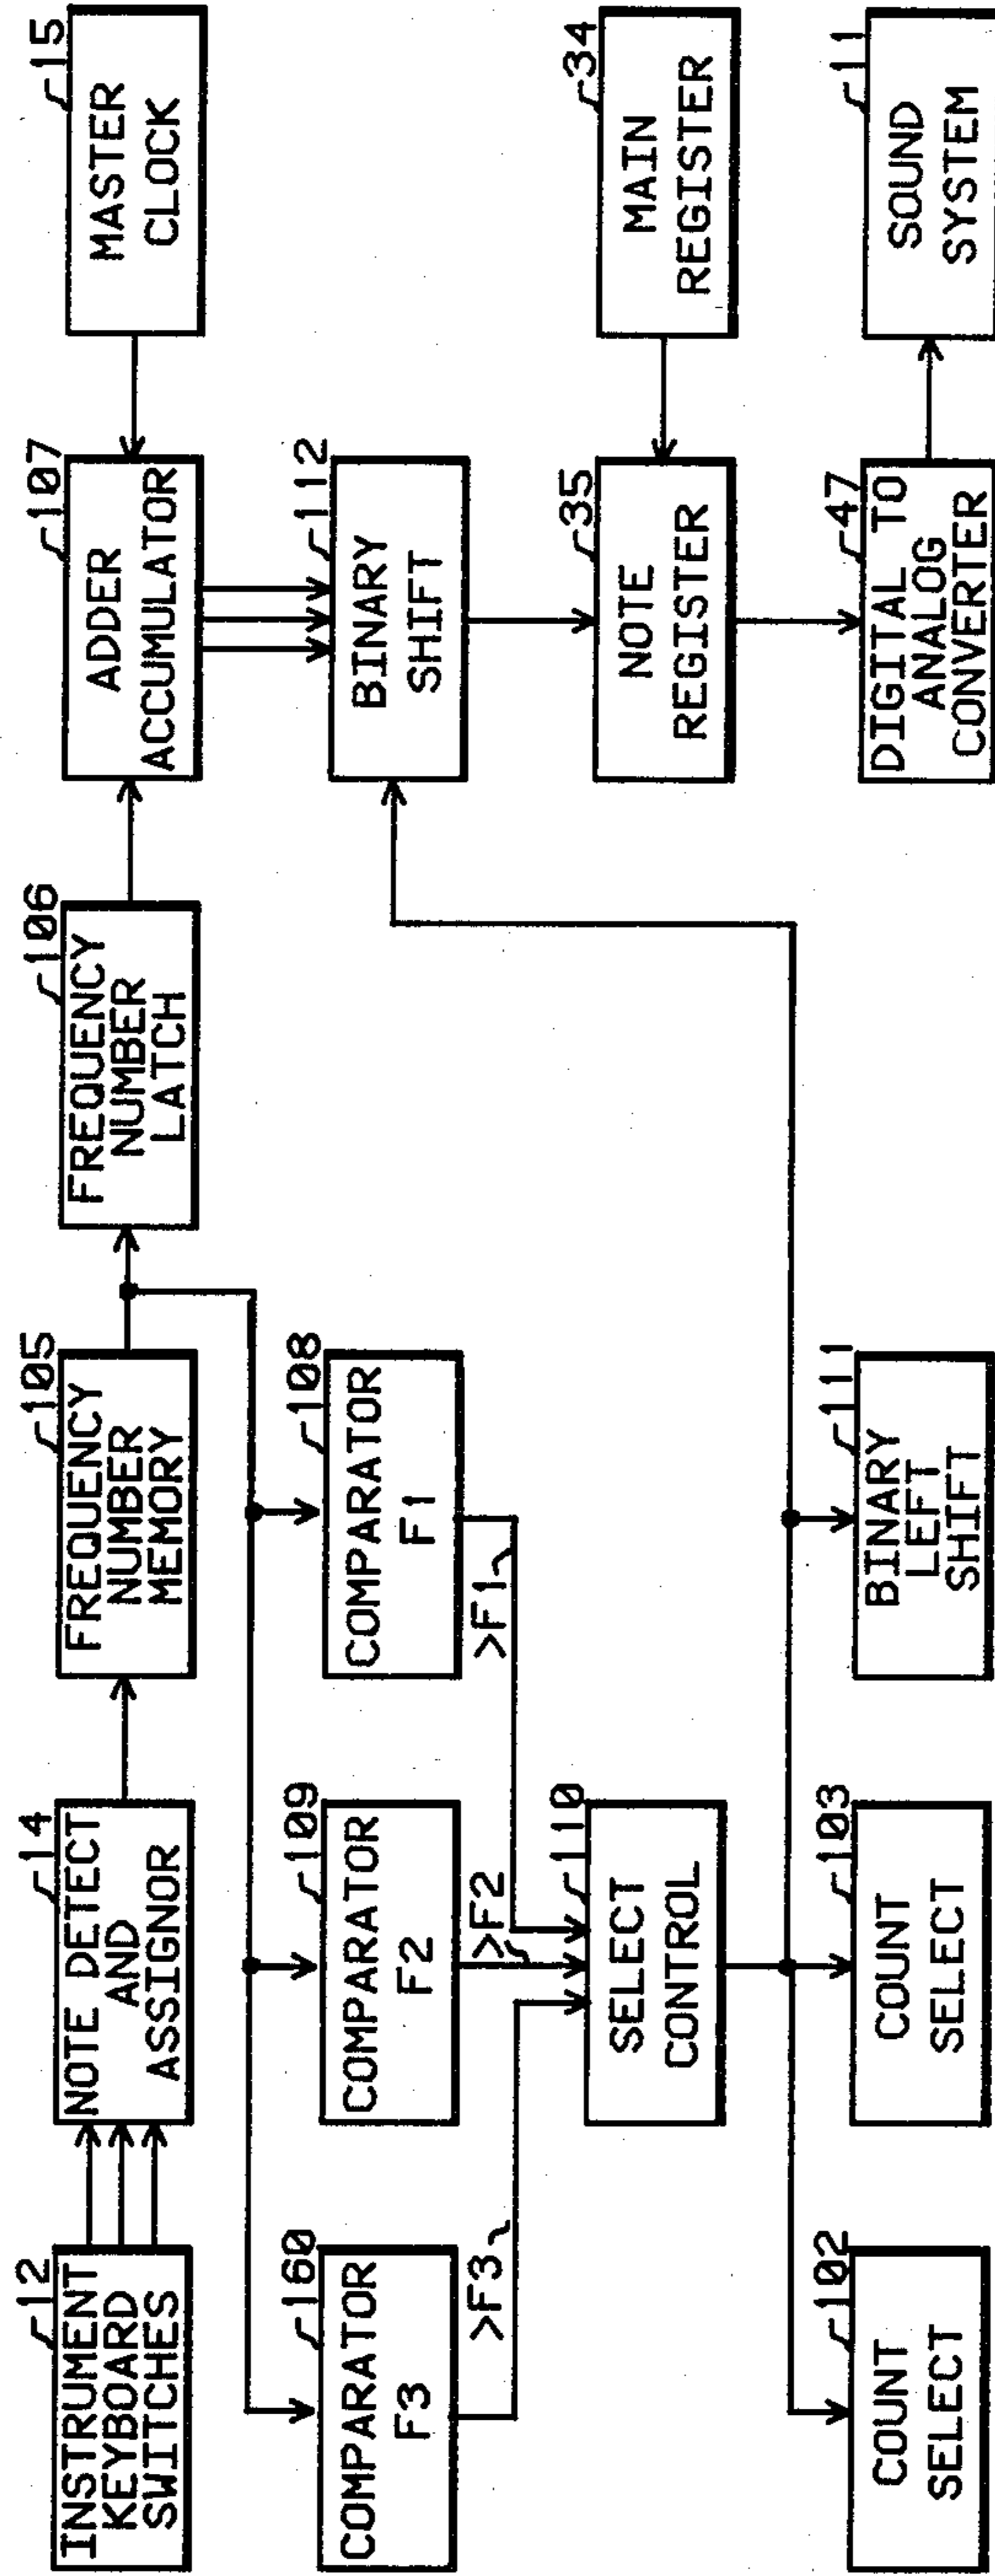 12
INSTRUMENT
KEYBOARD
SWITCHES
14
NOTE DETECT
AND
ASSIGNOR
105
FREQUENCY
NUMBER
MEMORY
106
FREQUENCY
NUMBER
LATCH
107
ADDER
ACCUMULATOR
15
MASTER
CLOCK
160
COMPARATOR
F3
109
COMPARATOR
F2
108
COMPARATOR
F1
112
BINARY
SHIFT
>F3
>F2
>F1
110
SELECT
CONTROL
35
NOTE
REGISTER
34
MAIN
REGISTER
102
COUNT
SELECT
103
COUNT
SELECT
111
BINARY
LEFT
SHIFT
47
DIGITAL TO
ANALOG
CONVERTER
11
SOUND
SYSTEM